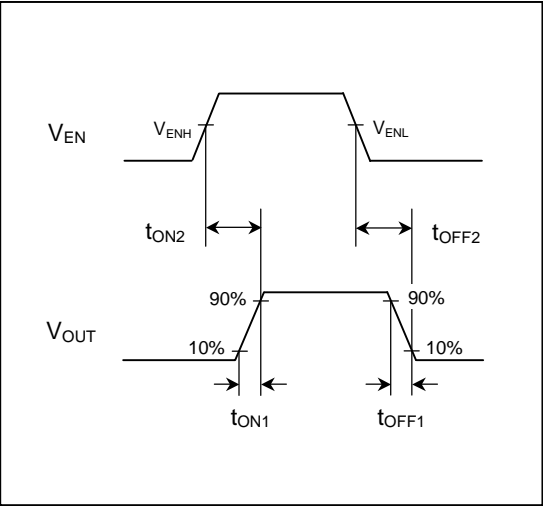 VEN
VENH
VENL
tON2
tOFF2
90%
90%
VOUT
10%
10%
tON1
tOFF1